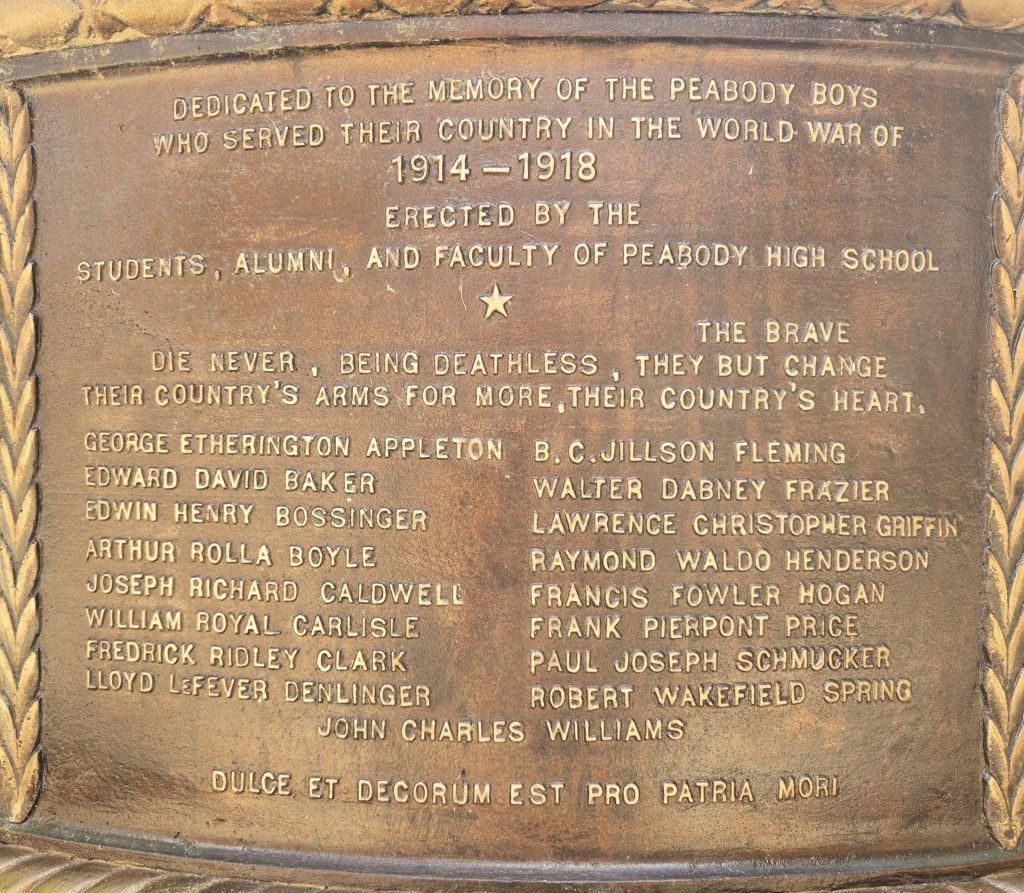 DEDICATED TO THE MEMORY OF THE PEABODY BOYS
WHO SERVED THEIR COUNTRY IN THE WORLD WAR OF
1914 — 1918
ERECTED BY THE
STUDENTS, ALUMNI, AND FACULTY OF PEABODY HIGH SCHOOL
THE BRAVE
DIE NEVER, BEING DEATHLESS, THEY BUT CHANGE
THEIR COUNTRY'S ARMS FOR MORE, THEIR COUNTRY'S HEART.
GEORGE ETHERINGTON APPLETON
EDWARD DAVID BAKER
EDWIN HENRY BOSSINGER
ARTHUR ROLLA BOYLE
JOSEPH RICHARD CALDWELL
WILLIAM ROYAL CARLISLE
FREDRICK RIDLEY CLARK
LLOYD LEFEVER DENLINGER
B.C. JILLSON FLEMING
WALTER DABNEY FRAZIER
LAWRENCE CHRISTOPHER GRIFFIN
RAYMOND WALDO HENDERSON
FRANCIS FOWLER HOGAN
FRANK PIERPONT PRICE
PAUL JOSEPH SCHMUCKER
ROBERT WAKEFIELD SPRING
JOHN CHARLES WILLIAMS
DULCE ET DECORUM EST PRO PATRIA MORI